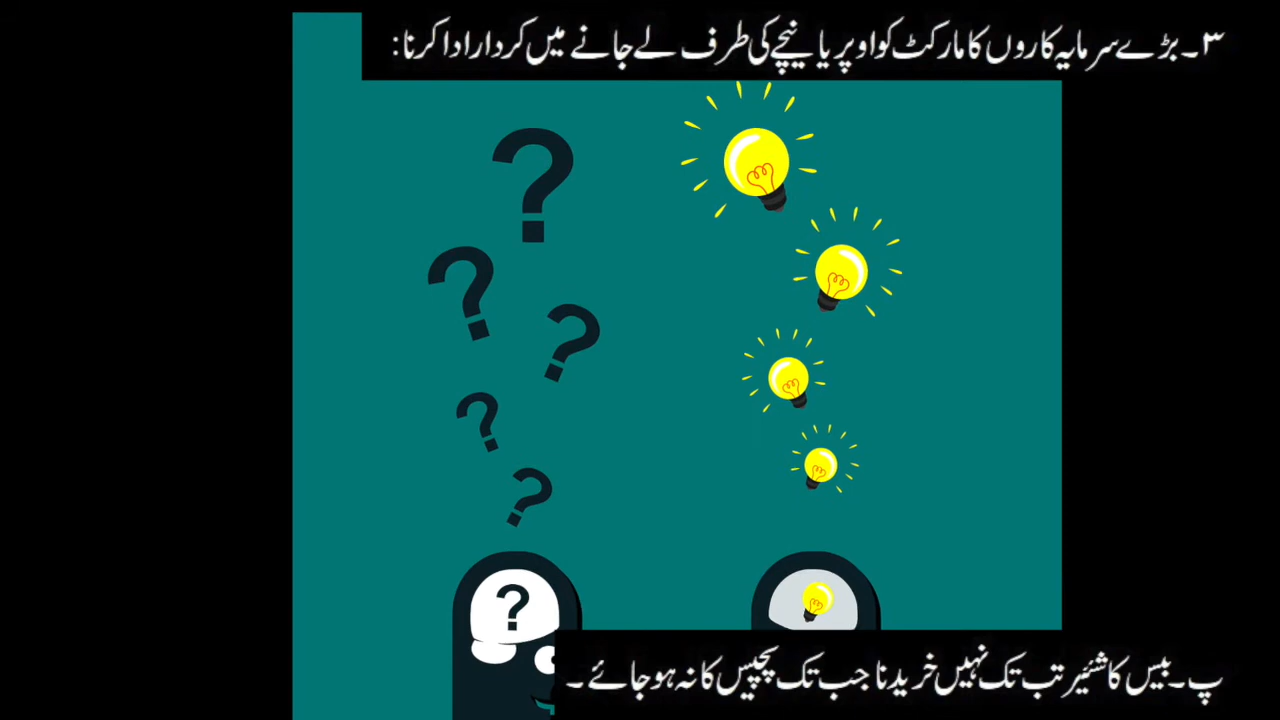 ۳۔ بڑے سرمایہ کاروں کا مارکٹ کو اوپر یا نیچے کی طرف لے جانے میں کردار ادا کرنا:
? ?
? ?
?
?
پ۔ بیس کا شئیر تب تک نہیں خریدنا جب تک پچیس کا نہ ہو جائے۔